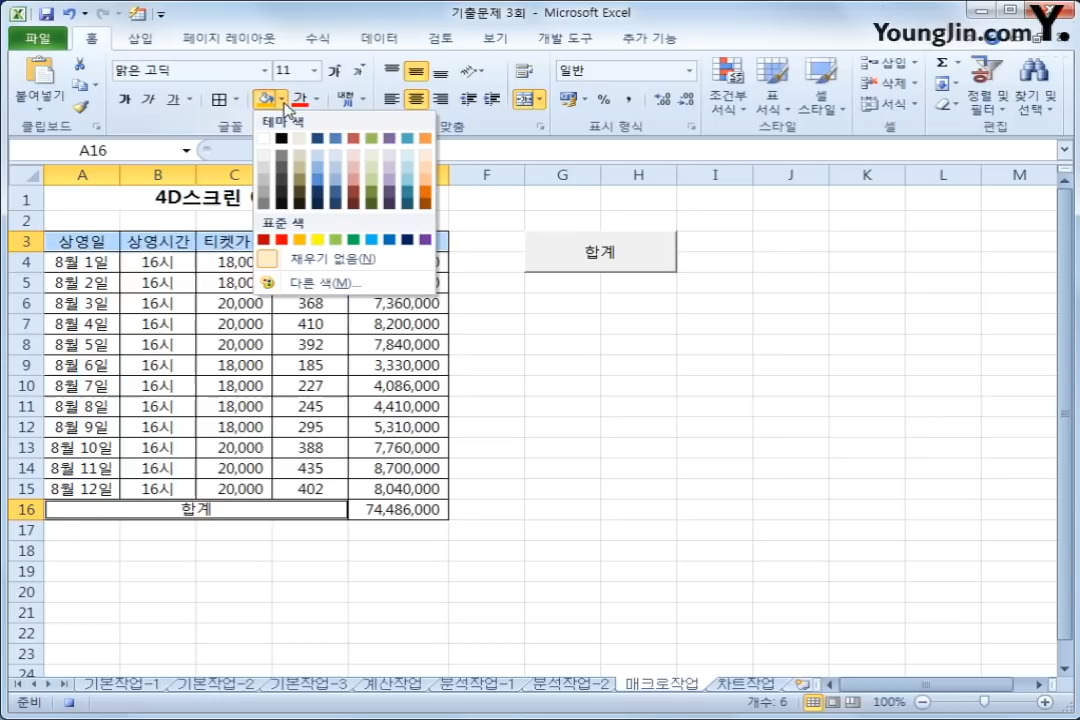 기출문제 3회 - Microsoft Excel
YoungJin.com Y.
파일 홈 삽입 페이지 레이아웃 수식 데이터 검토 보기 개발 도구 추가 기능
붙여넣기
맑은 고딕 11 가 가
가 가 가 가 내천
일반
% ,
조건부 서식
표 서식
셀 스타일
삽입
삭제
서식
Σ
정렬 및 필터
찾기 및 선택
클립보드 글꼴 맞춤 표시 형식 스타일 셀 편집
A16
테마 색
표준 색
채우기 없음(N)
다른 색(M)...
A B C F G H I J K L M
1 4D스크린
2
3 상영일 상영시간 티켓가 합계
4 8월 1일 16시 18,00
5 8월 2일 16시 18,00
6 8월 3일 16시 20,000 368 7,360,000
7 8월 4일 16시 20,000 410 8,200,000
8 8월 5일 16시 20,000 392 7,840,000
9 8월 6일 16시 18,000 185 3,330,000
10 8월 7일 16시 18,000 227 4,086,000
11 8월 8일 16시 18,000 245 4,410,000
12 8월 9일 16시 18,000 295 5,310,000
13 8월 10일 16시 20,000 388 7,760,000
14 8월 11일 16시 20,000 435 8,700,000
15 8월 12일 16시 20,000 402 8,040,000
16 합계 74,486,000
17
18
19
20
21
22
23
24
기본작업-1 기본작업-2 기본작업-3 계산작업 분석작업-1 분석작업-2 매크로작업 차트작업
준비 개수: 6 100%